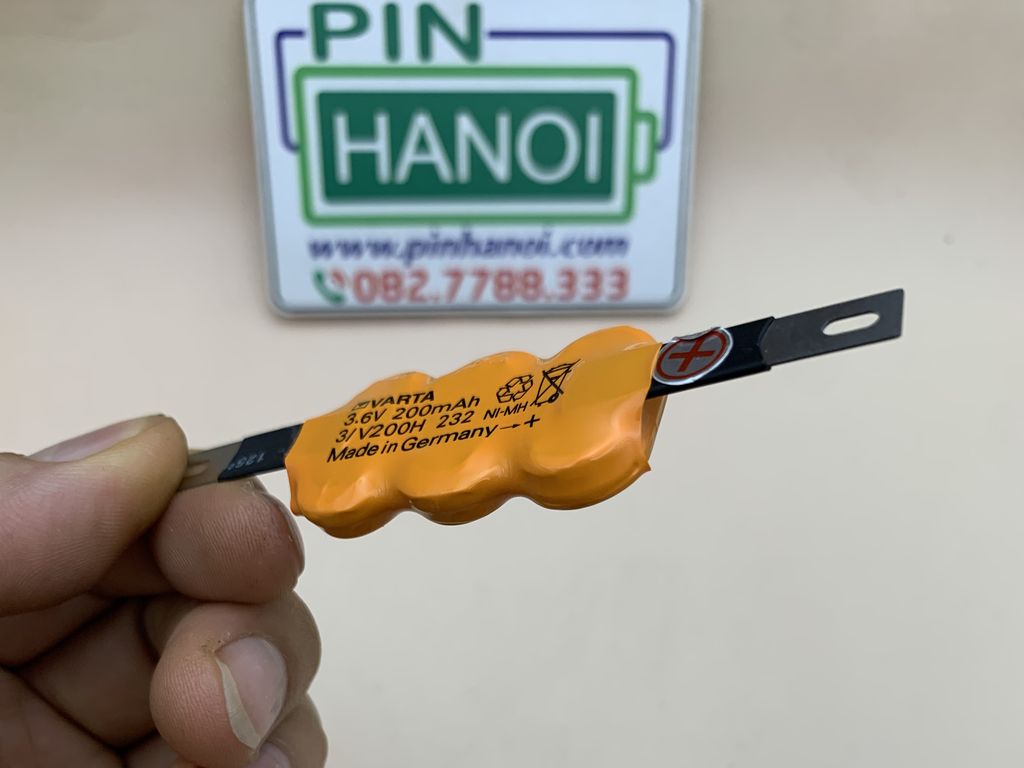 PIN
HANOI
www.pinhanoi.com
082.7788.333
VARTA
3.6V 200mAh
3/V200H 232 NI-MH
Made in Germany→+